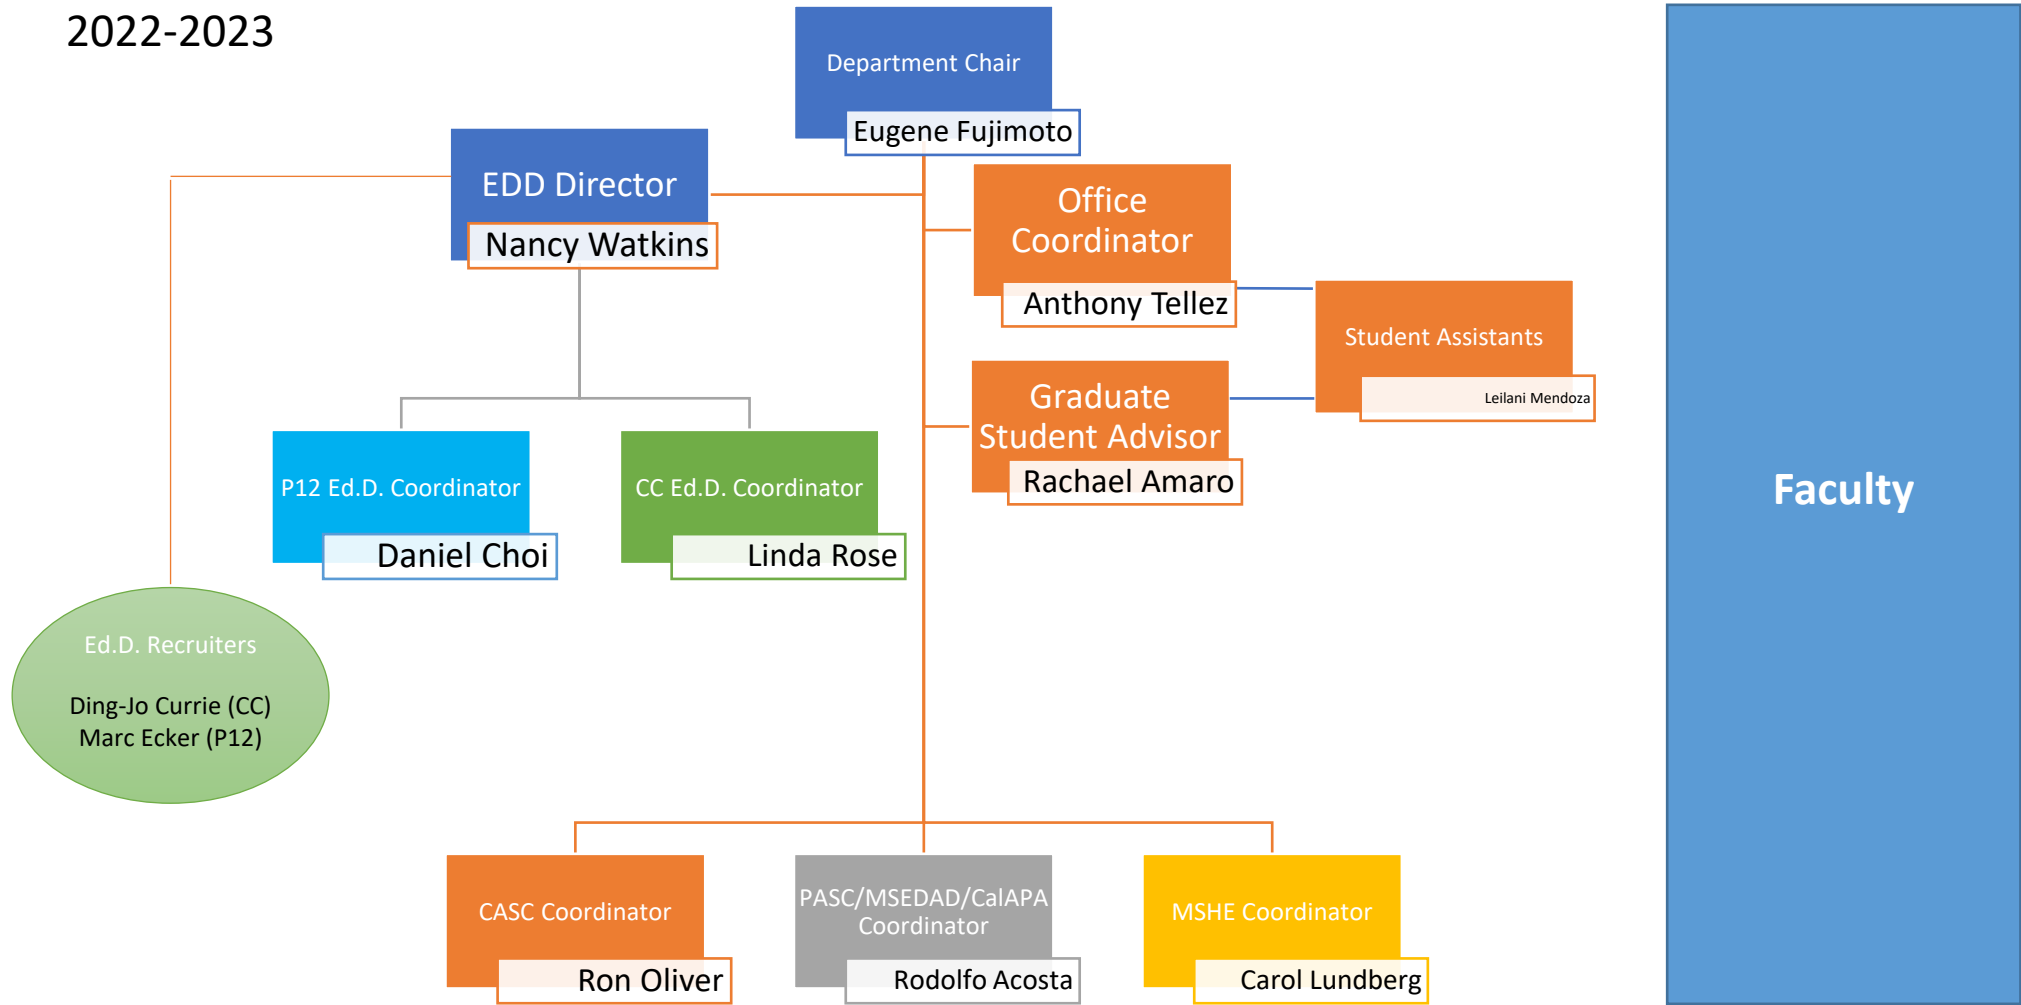 2022-2023
Department Chair
Eugene Fujimoto
EDD Director
Nancy Watkins
Office
Coordinator
Anthony Tellez
Student Assistants
Leilani Mendoza
Graduate
Student Advisor
Rachael Amaro
P12 Ed.D. Coordinator
Daniel Choi
CC Ed.D. Coordinator
Linda Rose
Faculty
Ed.D. Recruiters
Ding-Jo Currie (CC)
Marc Ecker (P12)
CASC Coordinator
Ron Oliver
PASC/MSEDAD/CalAPA
Coordinator
Rodolfo Acosta
MSHE Coordinator
Carol Lundberg